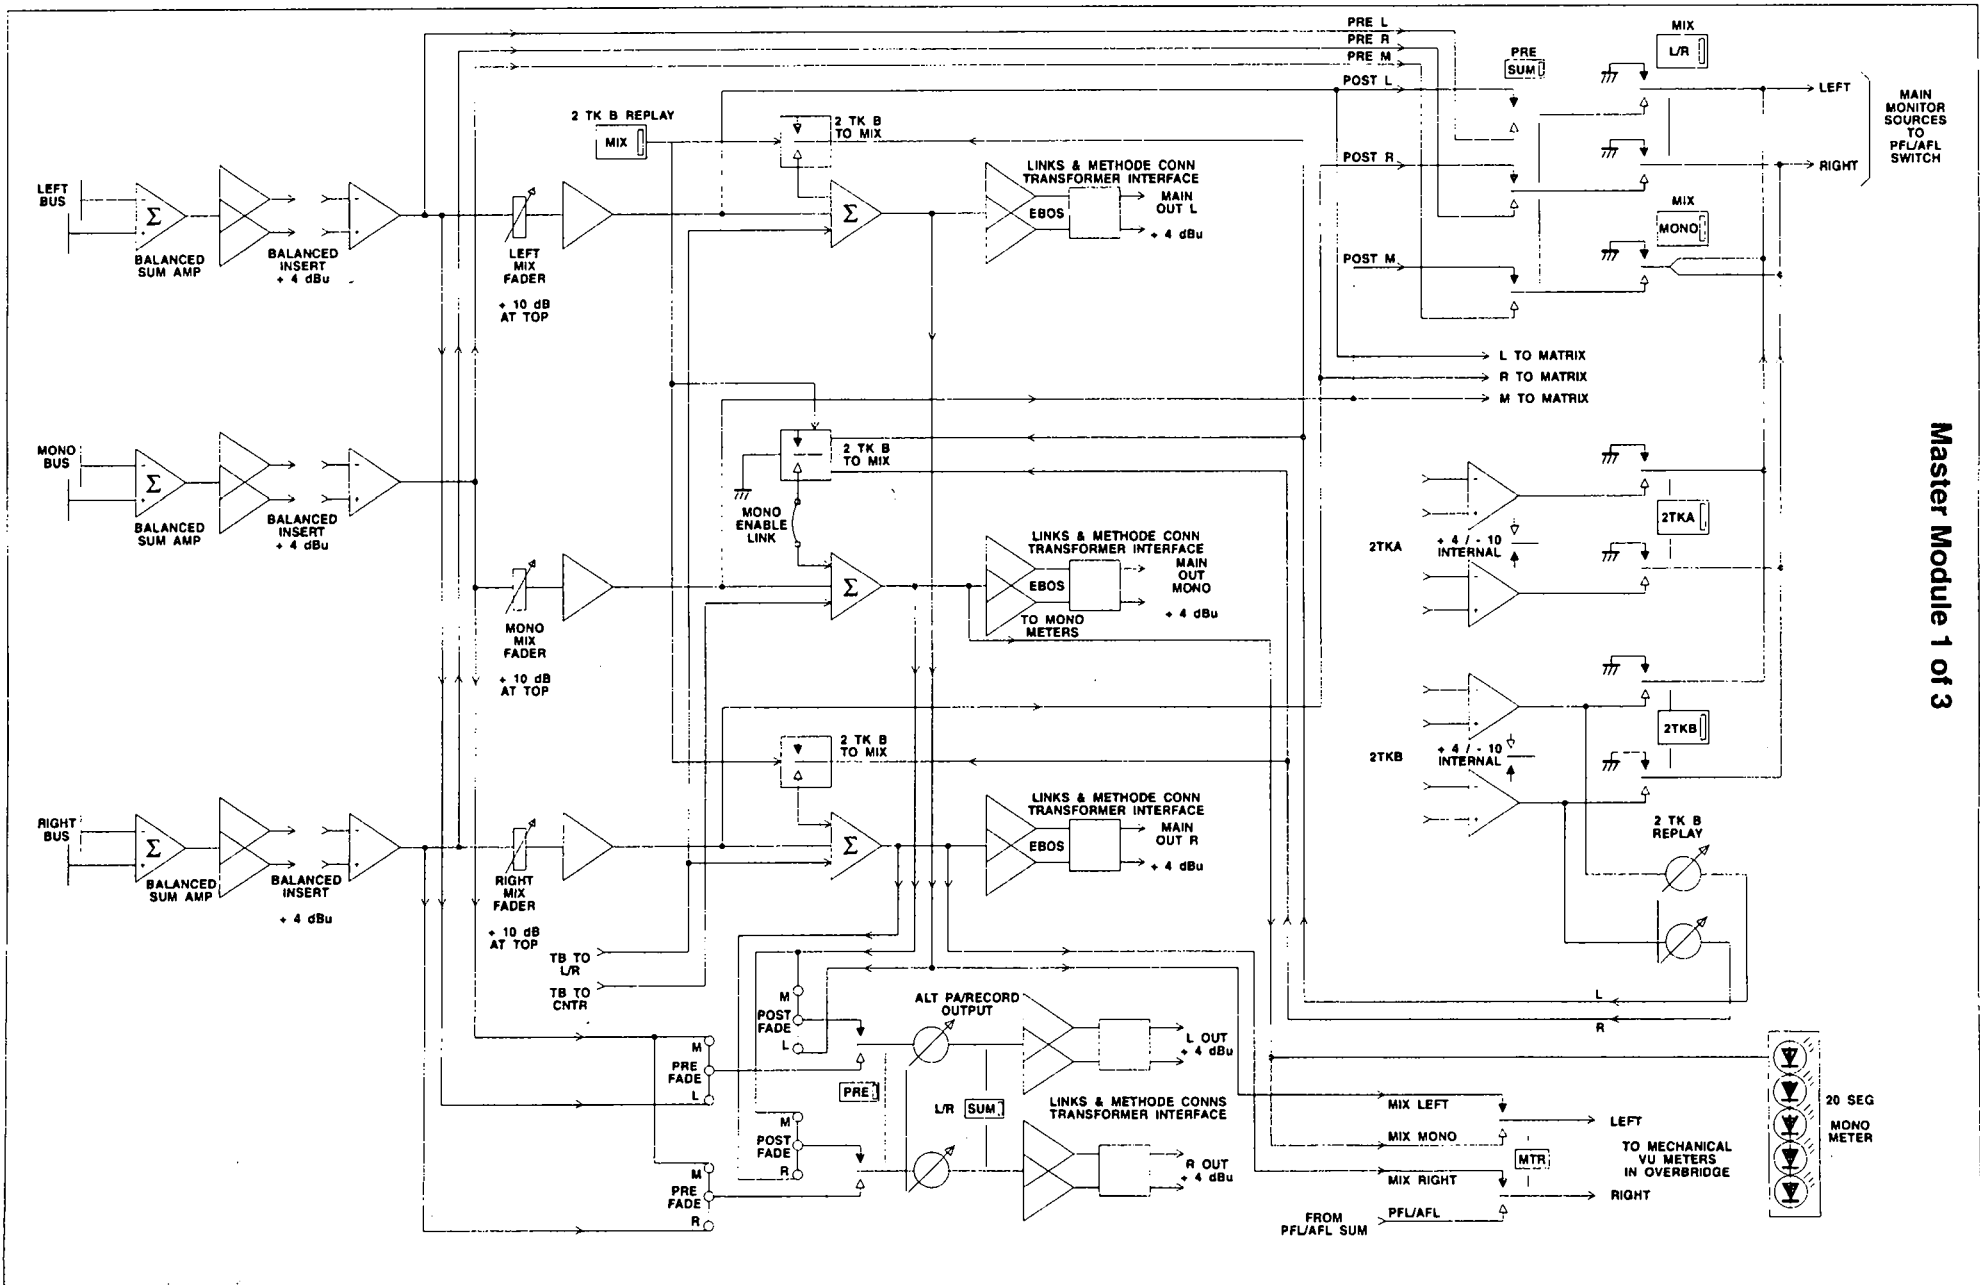 PRE L
PRE R
PRE M
POST L
PRE
SUM
MIX
L/R
LEFT
MAIN
MONITOR
SOURCES
TO
PFL/AFL
SWITCH
RIGHT
2 TK B REPLAY
MIX
2 TK B
TO MIX
POST R
LINKS & METHODE CONN
TRANSFORMER INTERFACE
MAIN
OUT L
EBOS
+ 4 dBu
MIX
MONO
POST M
LEFT
BUS
-
+
Σ
BALANCED
SUM AMP
BALANCED
INSERT
+ 4 dBu
-
+
LEFT
MIX
FADER
+ 10 dB
AT TOP
Σ
L TO MATRIX
R TO MATRIX
M TO MATRIX
MONO
BUS
-
+
Σ
BALANCED
SUM AMP
BALANCED
INSERT
+ 4 dBu
-
+
2 TK B
TO MIX
MONO
ENABLE
LINK
LINKS & METHODE CONN
TRANSFORMER INTERFACE
MAIN
OUT
MONO
EBOS
+ 4 dBu
TO MONO
METERS
Σ
MONO
MIX
FADER
+ 10 dB
AT TOP
-
+
2TKA
+ 4 / - 10
INTERNAL
2TKA
-
+
Master Module 1 of 3
-
+
2TKB
+ 4 / - 10
INTERNAL
2TKB
-
+
2 TK B
REPLAY
2 TK B
TO MIX
RIGHT
BUS
-
+
Σ
BALANCED
SUM AMP
BALANCED
INSERT
+ 4 dBu
-
+
RIGHT
MIX
FADER
+ 10 dB
AT TOP
Σ
LINKS & METHODE CONN
TRANSFORMER INTERFACE
MAIN
OUT R
EBOS
+ 4 dBu
TB TO
L/R
TB TO
CNTR
M
POST
FADE
L
ALT PA/RECORD
OUTPUT
L OUT
+ 4 dBu
L
R
M
PRE
FADE
L
PRE
L/R
SUM
LINKS & METHODE CONNS
TRANSFORMER INTERFACE
M
POST
FADE
R
R OUT
+ 4 dBu
M
PRE
FADE
R
MIX LEFT
MIX MONO
MIX RIGHT
PFL/AFL
FROM
PFL/AFL SUM
MTR
LEFT
TO MECHANICAL
VU METERS
IN OVERBRIDGE
RIGHT
20 SEG
MONO
METER